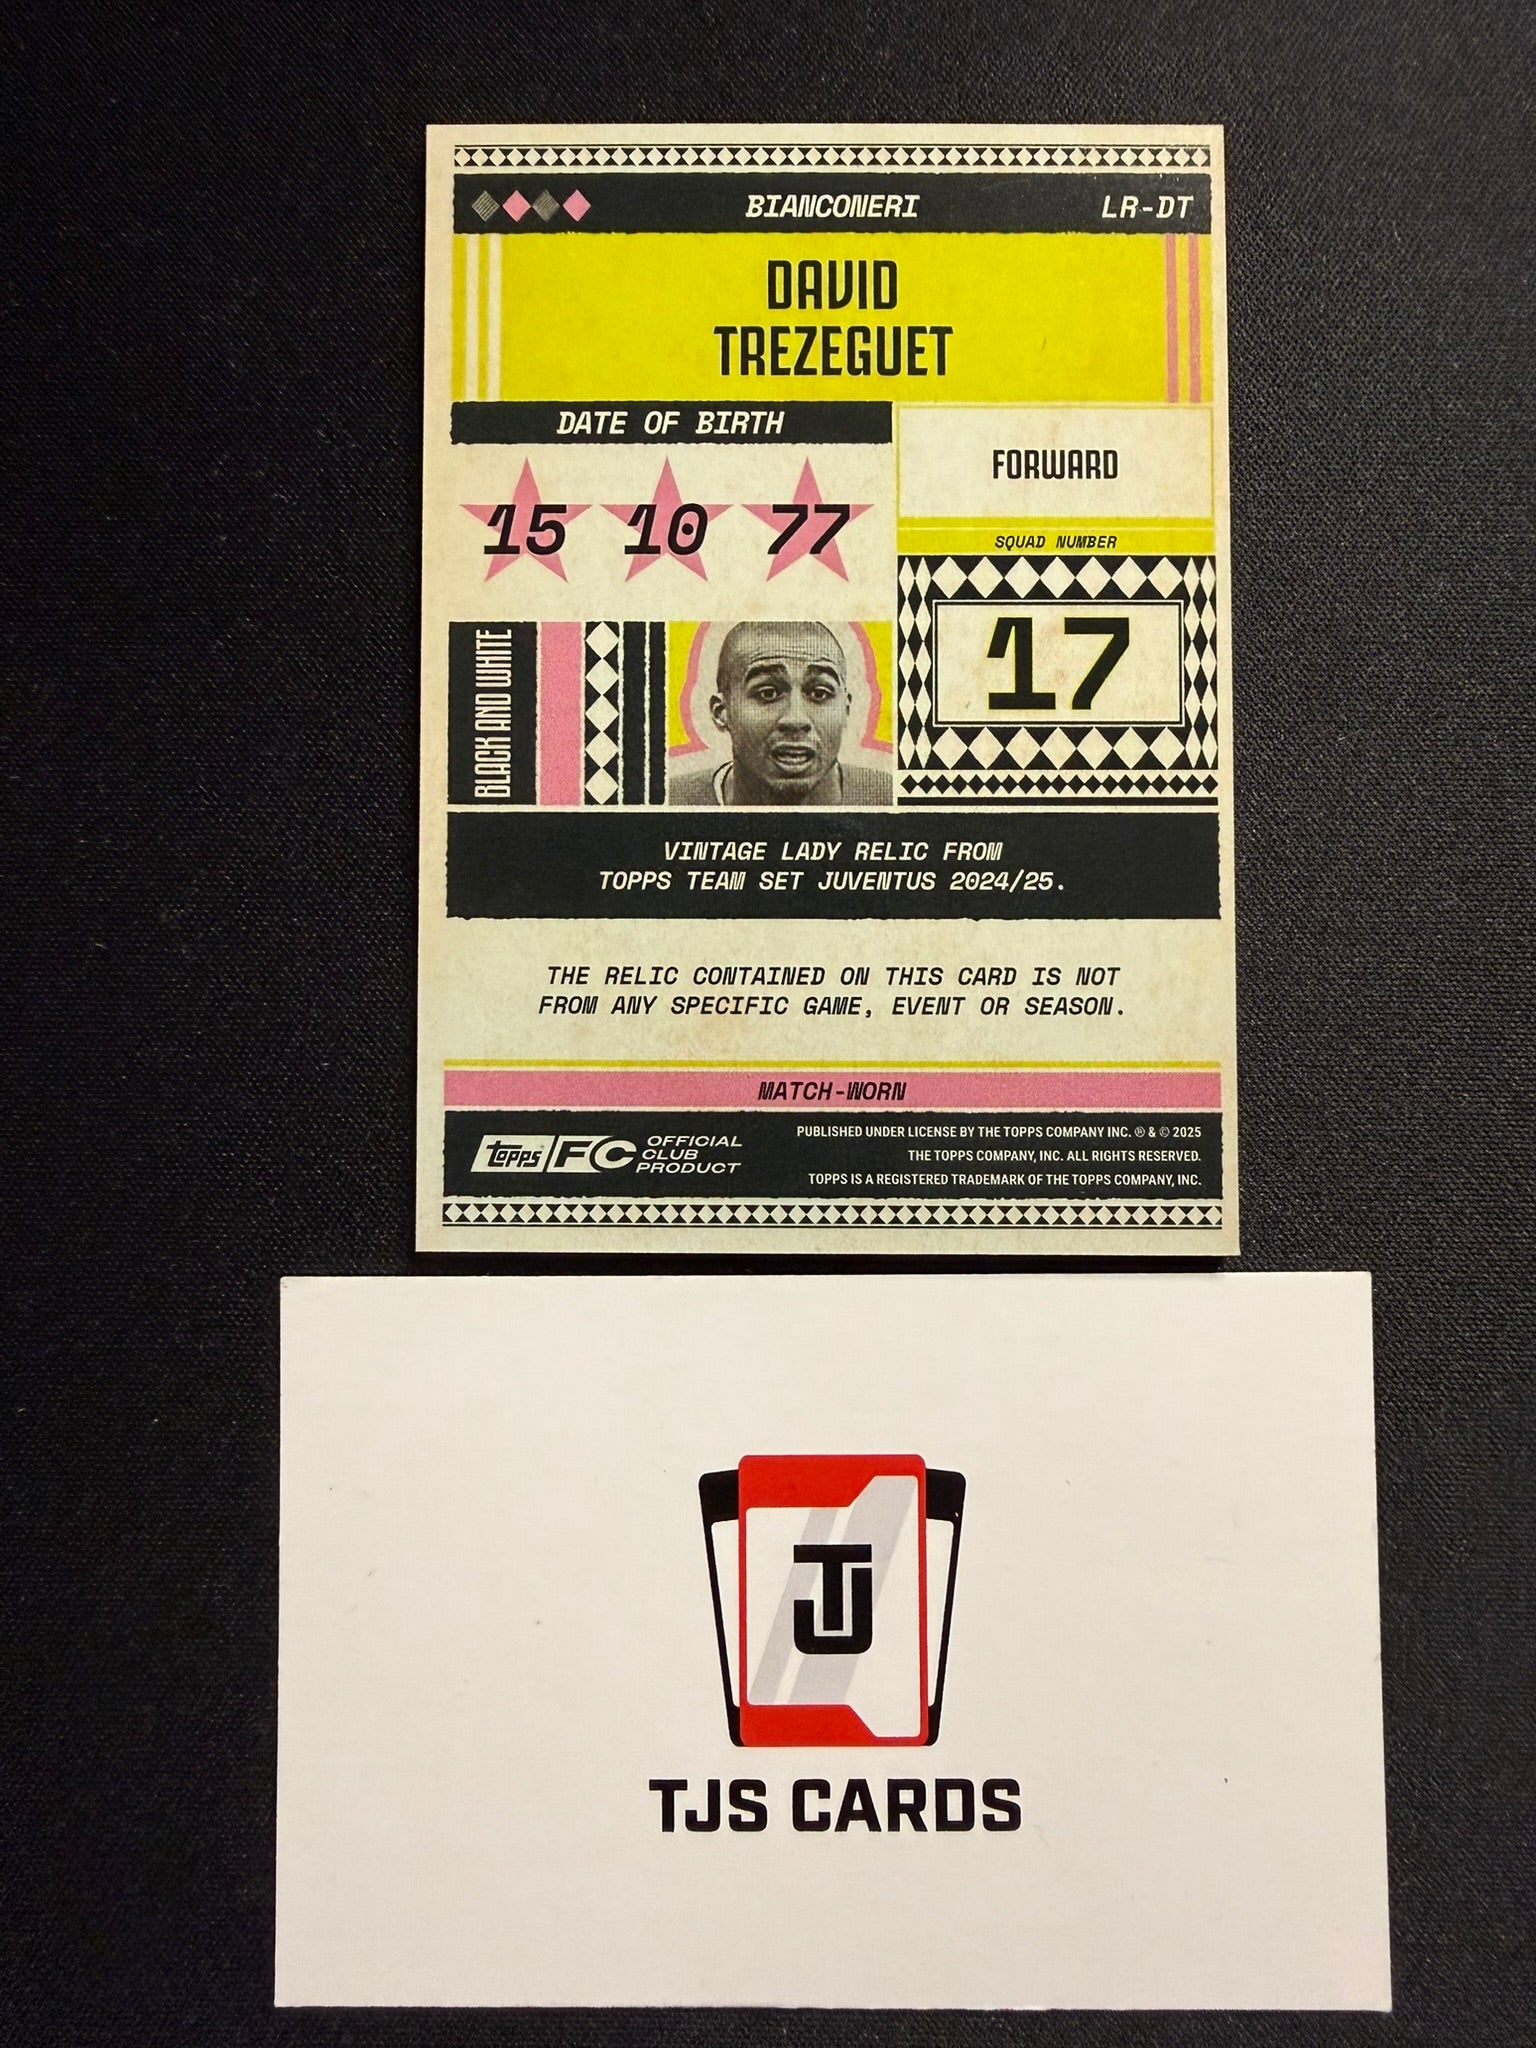 BIANCONERI
LR-DT
DAVID
TREZEGUET
DATE OF BIRTH
15 10 77
FORWARD
SQUAD NUMBER
17
BLACK AND WHITE
VINTAGE LADY RELIC FROM
TOPPS TEAM SET JUVENTUS 2024/25.
THE RELIC CONTAINED ON THIS CARD IS NOT
FROM ANY SPECIFIC GAME, EVENT OR SEASON.
MATCH-WORN
Topps FC
OFFICIAL
CLUB
PRODUCT
PUBLISHED UNDER LICENSE BY THE TOPPS COMPANY INC. ® & © 2025
THE TOPPS COMPANY, INC. ALL RIGHTS RESERVED.
TOPPS IS A REGISTERED TRADEMARK OF THE TOPPS COMPANY, INC.
TJ
TJS CARDS